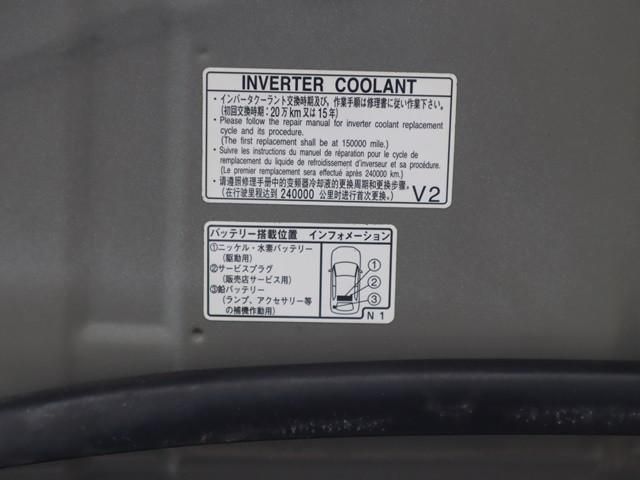 INVERTER COOLANT
・インバータクーラント交換時期及び，作業手順は修理書に従い作業下さい。
(初回交換時期：20万km又は15年)
・Please follow the repair manual for inverter coolant replacement
cycle and its procedure.
(The first replacement shall be at 150000 mile.)
・Suivre les instructions du manuel de réparation pour le cycle de
remplacement du liquide de refroidissement d'inverseur et sa procédure.
(Le premier remplacement sera effectué après 240000 km.)
・请遵照修理手册中的变频器冷却液的更换周期和更换步骤。
(在行驶里程达到 240000 公里时进行首次更换。)
V2
バッテリー搭載位置 インフォメーション
①ニッケル・水素バッテリー
(駆動用)
②サービスプラグ
(販売店サービス用)
③鉛バッテリー
(ランプ、アクセサリー等
の補機作動用)
①
②
③
N 1